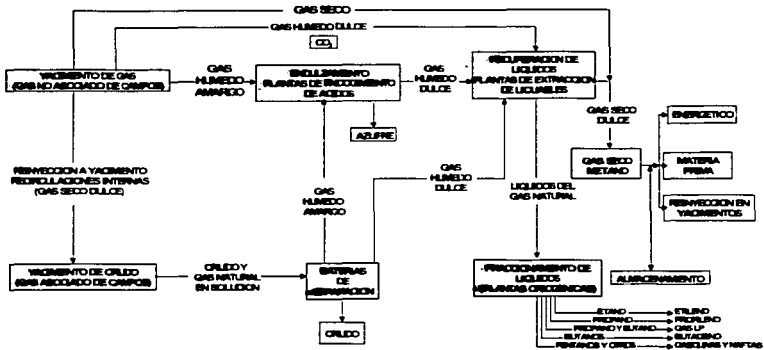 GAS SECO
GAS HUMEDO DULCE
CO₂
YACIMIENTO DE GAS
(GAS NO ASOCIADO DE CAMPOS)
GAS
HUMEDO
AMARGO
ENDULZAMIENTO
PLANTAS DE
DE ACIDOS
GAS
HUMEDO
DULCE
RECUPERACION DE
LIQUIDOS
PLANTAS DE EXTRACCION
DE LICUABLES
AZUFRE
GAS SECO
DULCE
ENERGETICO
GAS SECO
METANO
MATERIA
PRIMA
REINYECCION EN
YACIMIENTOS
ALMACENAMIENTO
REINYECCION A YACIMIENTO
RECIRCULACIONES INTERNAS
(GAS SECO DULCE)
GAS
HUMEDO
AMARGO
GAS
HUMEDO
DULCE
LIQUIDOS DEL
GAS NATURAL
YACIMIENTO DE CRUDO
(GAS ASOCIADO DE CAMPOS)
CRUDO Y
GAS NATURAL
EN SOLUCION
BATERIAS
DE
SEPARACION
CRUDO
FRACCIONAMIENTO DE
LIQUIDOS
(PLANTAS CRIOGENICAS)
ETANO ETILENO
PROPANO PROPILENO
PROPANO Y BUTANO GAS LP
BUTANOS BUTADIENO
PENTANOS Y OTROS GASOLINAS Y NAFTAS